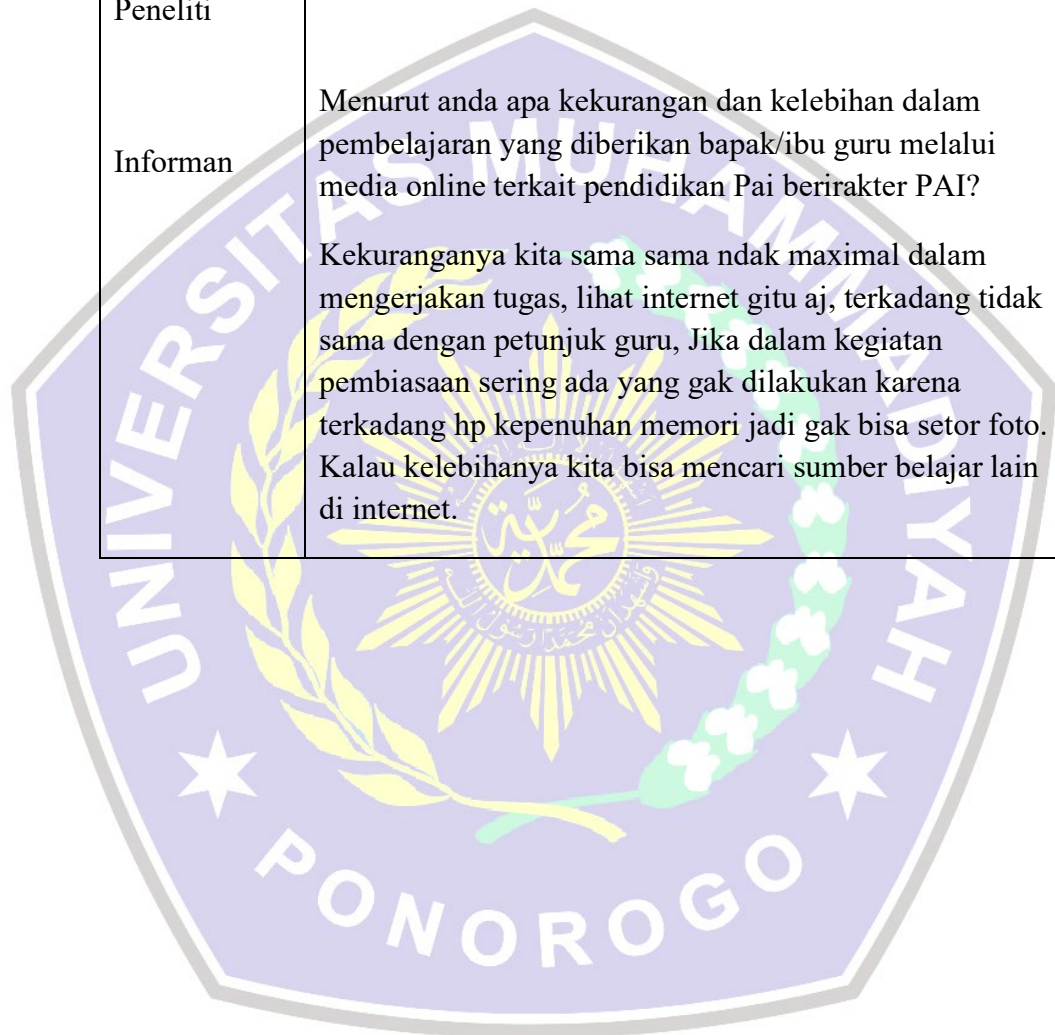 Peneliti
Menurut anda apa kekurangan dan kelebihan dalam
Informan
pembelajaran yang diberikan bapak/ibu guru melalui
media online terkait pendidikan Pai berirakter PAI?
Kekuranganya kita sama sama ndak maximal dalam
mengerjakan tugas, lihat internet gitu aj, terkadang tidak
sama dengan petunjuk guru, Jika dalam kegiatan
pembiasaan sering ada yang gak dilakukan karena
terkadang hp kepenuhan memori jadi gak bisa setor foto.
Kalau kelebihanya kita bisa mencari sumber belajar lain
di internet.
UNIVERSITAS MUHAMMADIYAH
PONOROGO
محمد